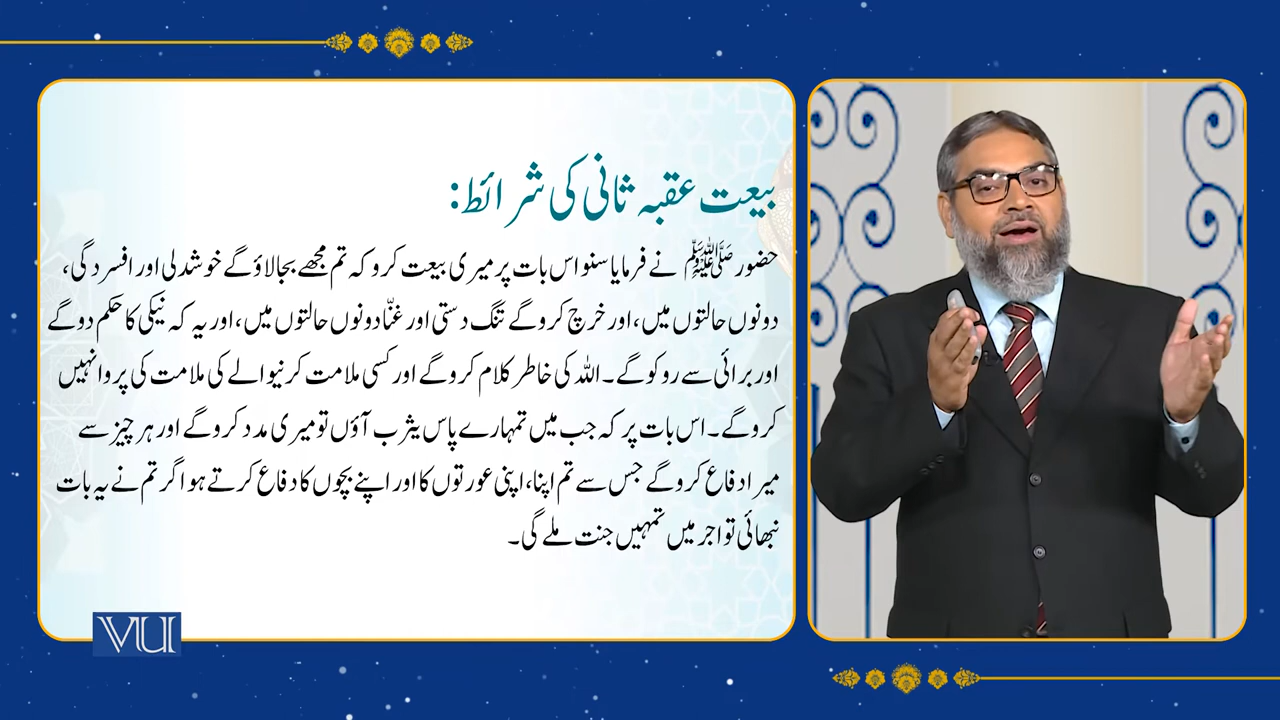 بیعت عقبہ ثانی کی شرائط:
حضور ﷺ نے فرمایا سنو اس بات پر میری بیعت کرو کہ تم مجھے بجالاؤ گے خوشدلی اور افسردگی،
دونوں حالتوں میں، اور خرچ کرو گے تنگ دستی اور غنّا دونوں حالتوں میں، اور یہ کہ نیکی کا حکم دو گے
اور برائی سے روکو گے۔ اللہ کی خاطر کلام کرو گے اور کسی ملامت کرنیوالے کی ملامت کی پروا نہیں
کرو گے۔ اس بات پر کہ جب میں تمہارے پاس یثرب آؤں تو میری مدد کرو گے اور ہر چیز سے
میرا دفاع کرو گے جس سے تم اپنا، اپنی عورتوں کا اور اپنے بچوں کا دفاع کرتے ہو اگر تم نے یہ بات
نبھائی تو اجر میں تمہیں جنت ملے گی۔
VU